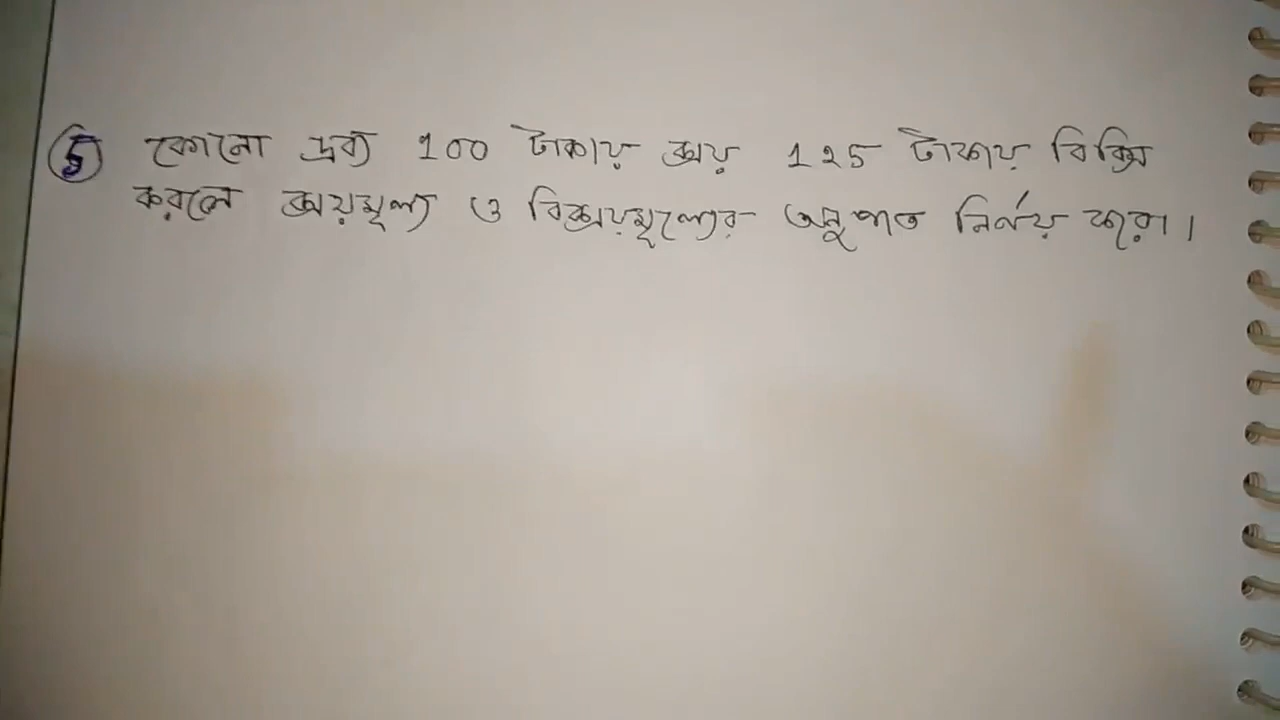 5 কোনো দ্রব্য 100 টাকায় ক্রয় 125 টাকায় বিক্রি
করলে ক্রয়মূল্য ও বিক্রয়মূল্যের অনুপাত নির্ণয় করো।